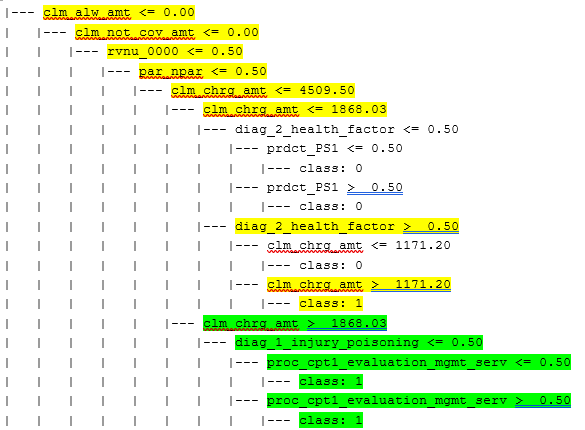 |--- clm_alw_amt <= 0.00
| |--- clm_not_cov_amt <= 0.00
| | |--- rvnu_0000 <= 0.50
| | | |--- par_npar <= 0.50
| | | | |--- clm_chrg_amt <= 4509.50
| | | | | |--- clm_chrg_amt <= 1868.03
| | | | | | |--- diag_2_health_factor <= 0.50
| | | | | | | |--- prdct_PS1 <= 0.50
| | | | | | | | |--- class: 0
| | | | | | | |--- prdct_PS1 > 0.50
| | | | | | | | |--- class: 0
| | | | | | |--- diag_2_health_factor > 0.50
| | | | | | | |--- clm_chrg_amt <= 1171.20
| | | | | | | | |--- class: 0
| | | | | | | |--- clm_chrg_amt > 1171.20
| | | | | | | | |--- class: 1
| | | | | |--- clm_chrg_amt > 1868.03
| | | | | | |--- diag_1_injury_poisoning <= 0.50
| | | | | | | |--- proc_cpt1_evaluation_mgmt_serv <= 0.50
| | | | | | | | |--- class: 1
| | | | | | | |--- proc_cpt1_evaluation_mgmt_serv > 0.50
| | | | | | | | |--- class: 1